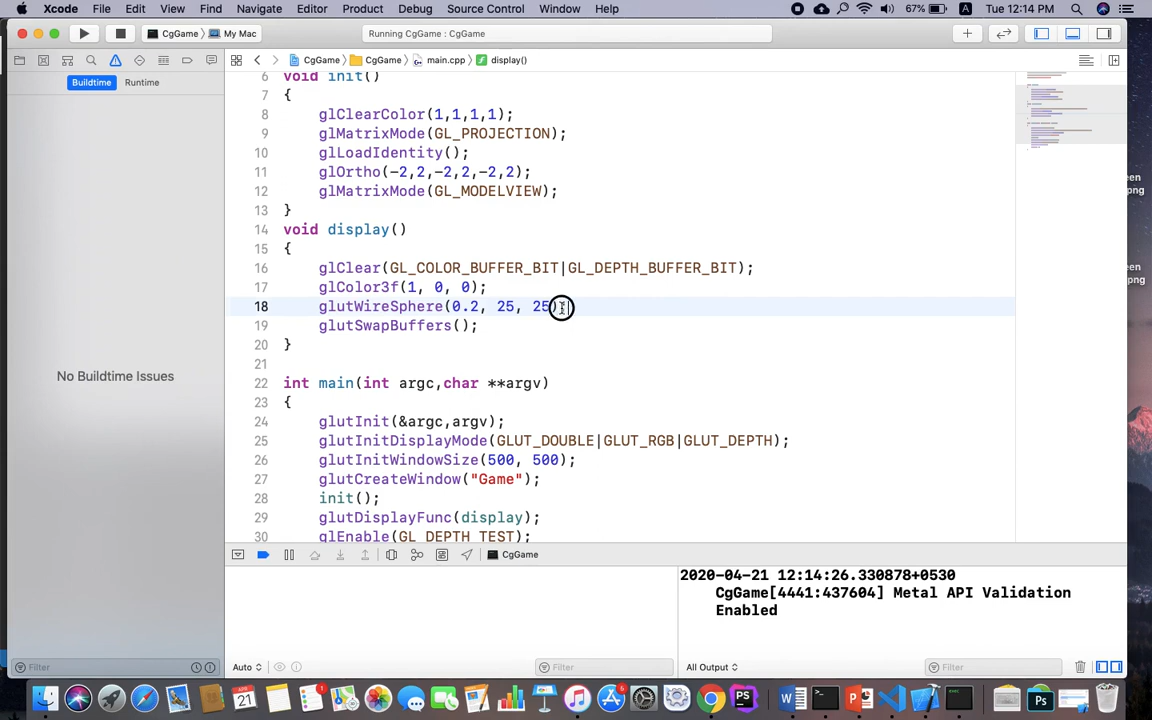 Xcode File Edit View Find Navigate Editor Product Debug Source Control Window Help 67% A Tue 12:14 PM
CgGame My Mac Running CgGame : CgGame
CgGame CgGame main.cpp display()
Buildtime Runtime
No Buildtime Issues
Filter
6 void init()
7 {
8 glClearColor(1,1,1,1);
9 glMatrixMode(GL_PROJECTION);
10 glLoadIdentity();
11 glOrtho(-2,2,-2,2,-2,2);
12 glMatrixMode(GL_MODELVIEW);
13 }
14 void display()
15 {
16 glClear(GL_COLOR_BUFFER_BIT|GL_DEPTH_BUFFER_BIT);
17 glColor3f(1, 0, 0);
18 glutWireSphere(0.2, 25, 25);
19 glutSwapBuffers();
20 }
21
22 int main(int argc,char **argv)
23 {
24 glutInit(&argc,argv);
25 glutInitDisplayMode(GLUT_DOUBLE|GLUT_RGB|GLUT_DEPTH);
26 glutInitWindowSize(500, 500);
27 glutCreateWindow("Game");
28 init();
29 glutDisplayFunc(display);
30 glEnable(GL_DEPTH_TEST);
een
png
een
png
CgGame
2020-04-21 12:14:26.330878+0530
CgGame[4441:437604] Metal API Validation
Enabled
Auto Filter All Output Filter